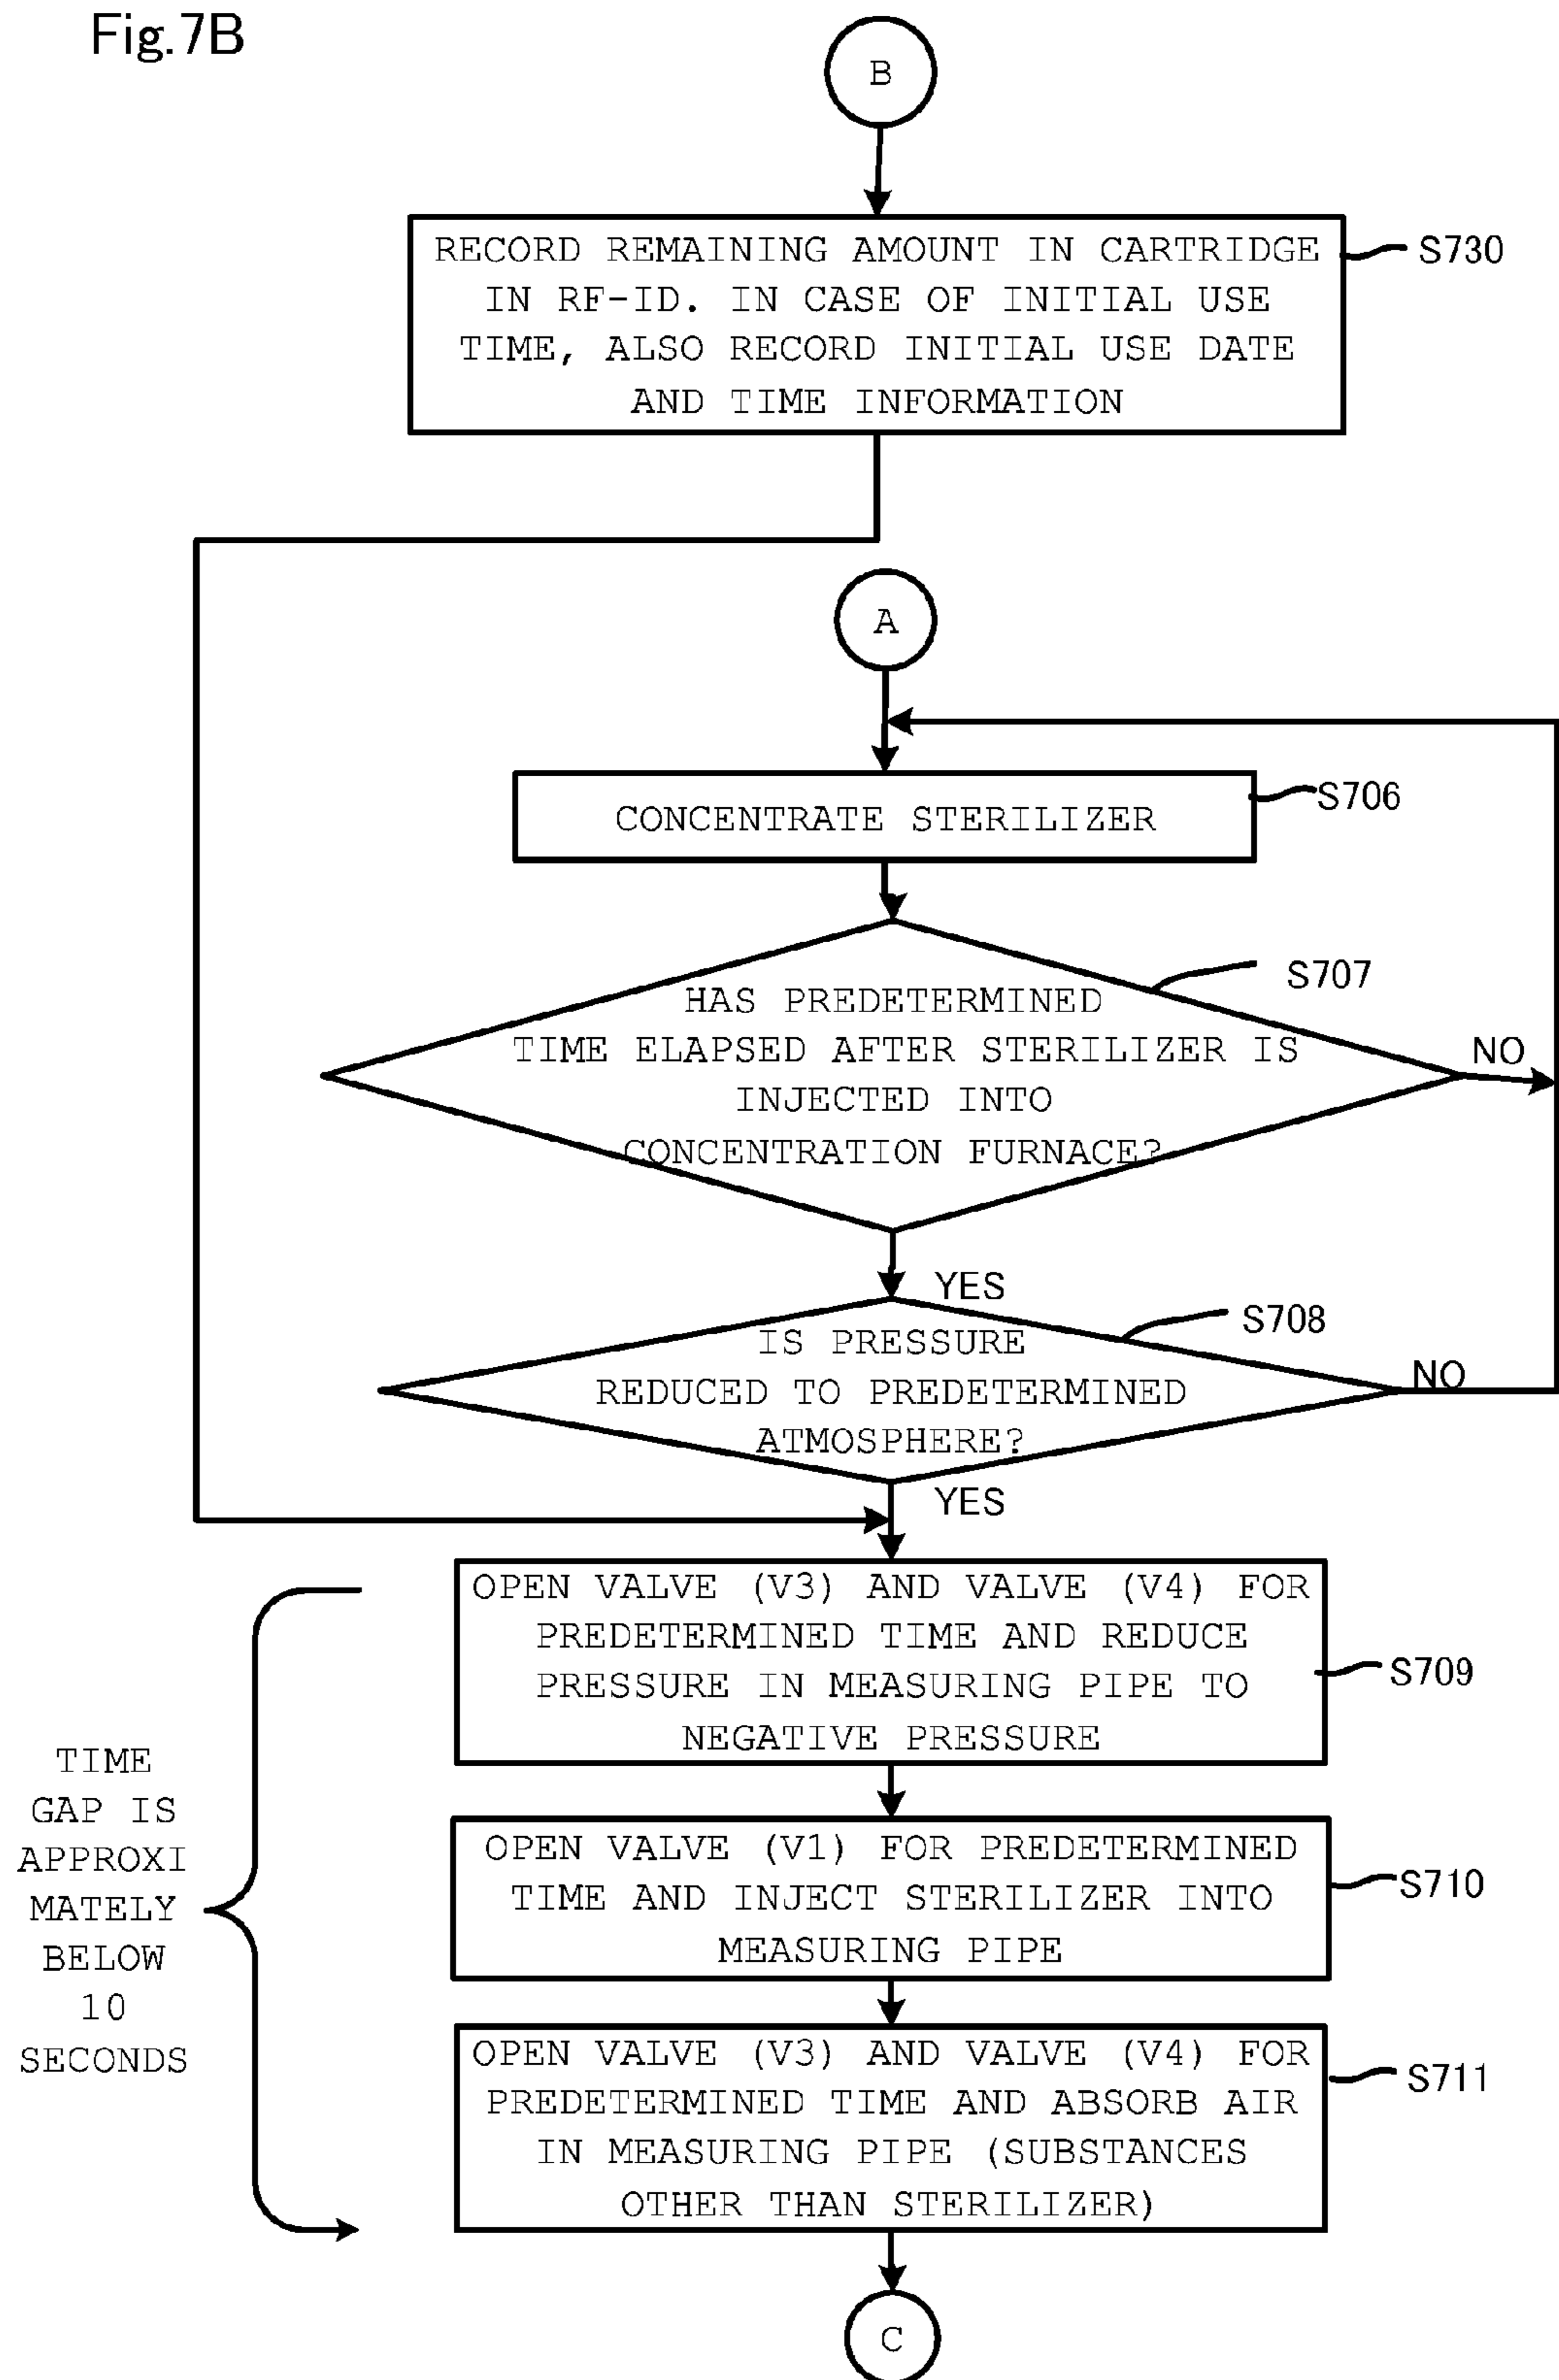 Fig.7B
B
RECORD REMAINING AMOUNT IN CARTRIDGE
IN RF-ID. IN CASE OF INITIAL USE
TIME, ALSO RECORD INITIAL USE DATE
AND TIME INFORMATION
S730
A
CONCENTRATE STERILIZER
S706
HAS PREDETERMINED
TIME ELAPSED AFTER STERILIZER IS
INJECTED INTO
CONCENTRATION FURNACE?
S707
NO
YES
IS PRESSURE
REDUCED TO PREDETERMINED
ATMOSPHERE?
S708
NO
YES
OPEN VALVE (V3) AND VALVE (V4) FOR
PREDETERMINED TIME AND REDUCE
PRESSURE IN MEASURING PIPE TO
NEGATIVE PRESSURE
S709
TIME
GAP IS
APPROXI
MATELY
BELOW
10
SECONDS
OPEN VALVE (V1) FOR PREDETERMINED
TIME AND INJECT STERILIZER INTO
MEASURING PIPE
S710
OPEN VALVE (V3) AND VALVE (V4) FOR
PREDETERMINED TIME AND ABSORB AIR
IN MEASURING PIPE (SUBSTANCES
OTHER THAN STERILIZER)
S711
C